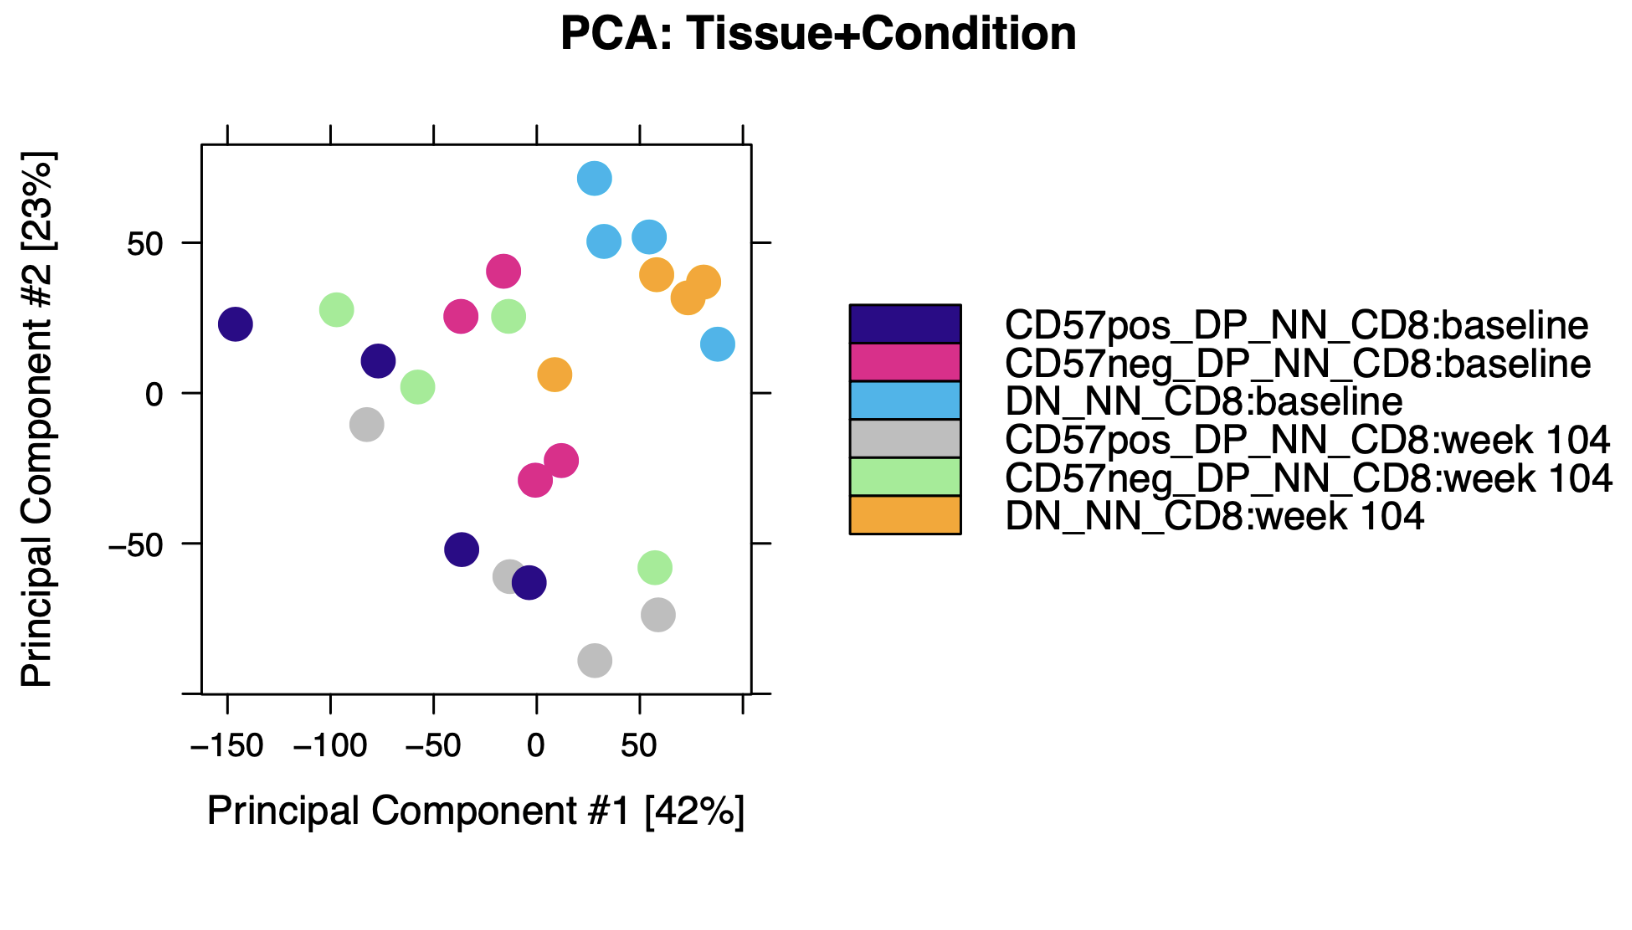 PCA: Tissue+Condition
Principal Component #2 [23%]
50
0
−50
−150
−100
−50
0
50
Principal Component #1 [42%]
CD57pos_DP_NN_CD8:baseline
CD57neg_DP_NN_CD8:baseline
DN_NN_CD8:baseline
CD57pos_DP_NN_CD8:week 104
CD57neg_DP_NN_CD8:week 104
DN_NN_CD8:week 104